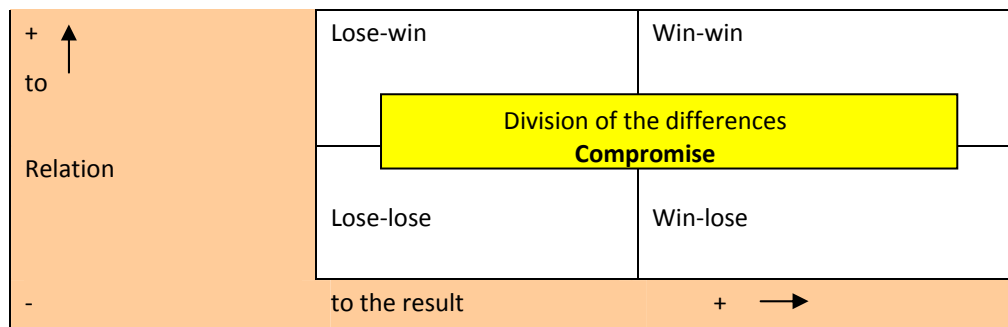 + Lose-win Win-win
to
Division of the differences
Compromise
Relation
Lose-lose Win-lose
- to the result +